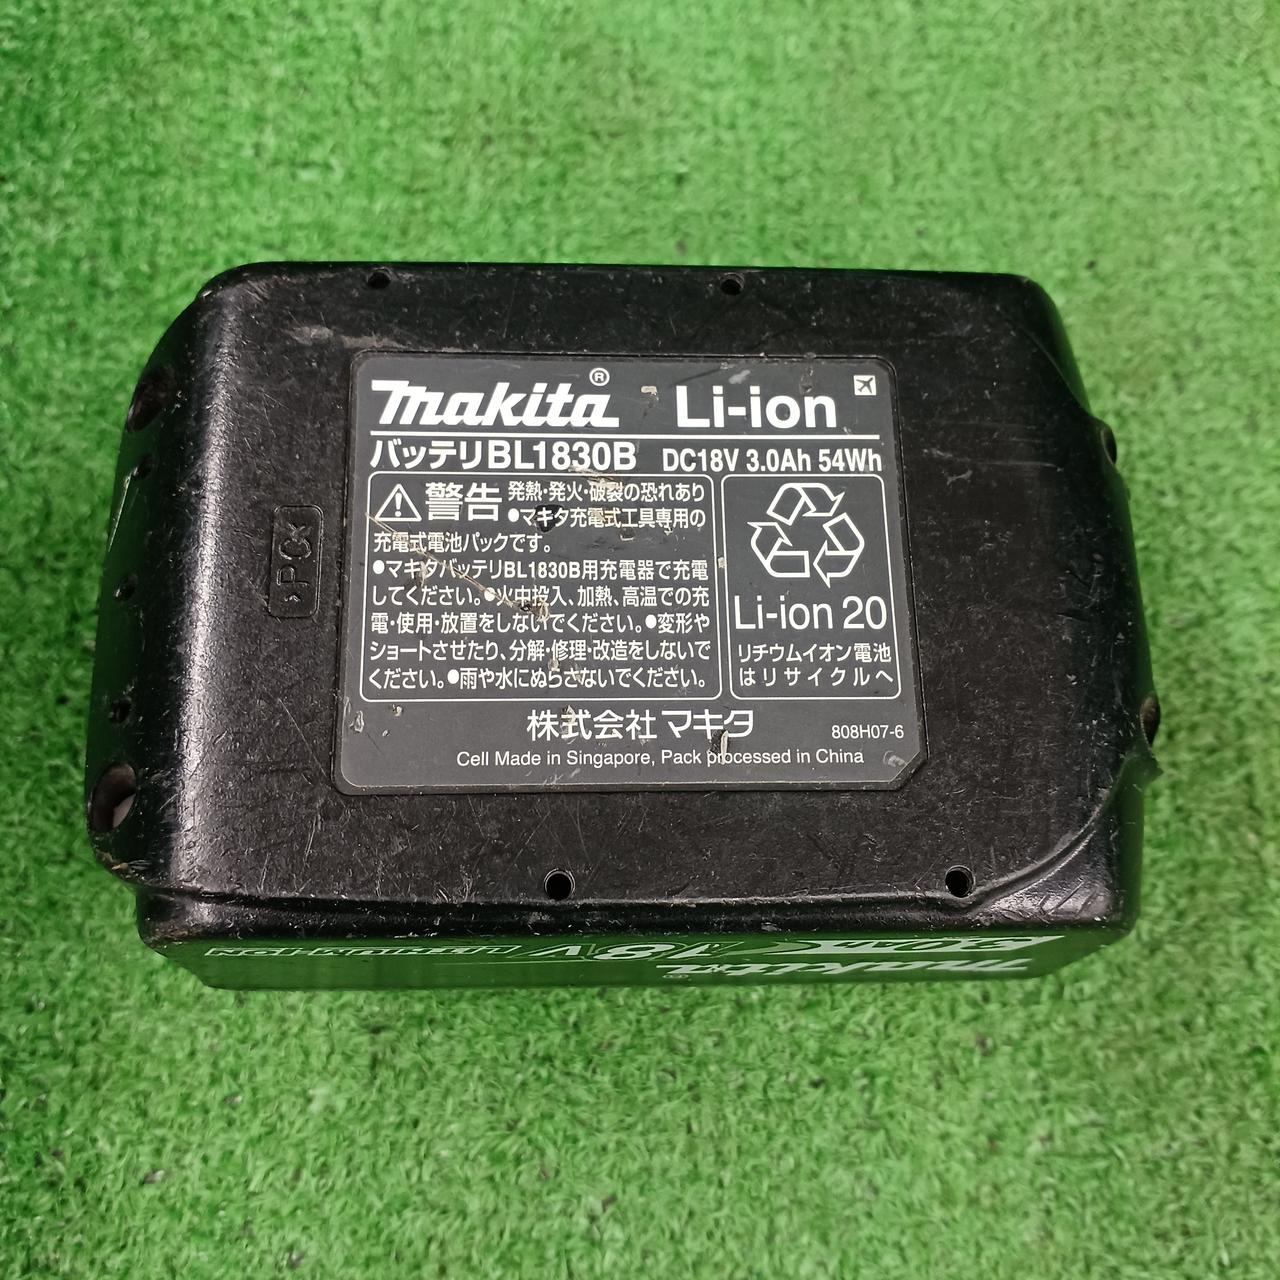 makita® Li-ion
バッテリBL1830B DC18V 3.0Ah 54Wh
警告 発熱・発火・破裂の恐れあり
●マキタ充電式工具専用の
充電式電池パックです。
●マキタバッテリBL1830B用充電器で充電
してください。●火中投入、加熱、高温での充
電・使用・放置をしないでください。●変形や
ショートさせたり、分解・修理・改造をしないで
ください。●雨や水にぬらさないでください。
Li-ion 20
リチウムイオン電池
はリサイクルへ
株式会社マキタ
808H07-6
Cell Made in Singapore, Pack processed in China
>PC<
makita®
3.0Ah 18V LITHIUM-ION